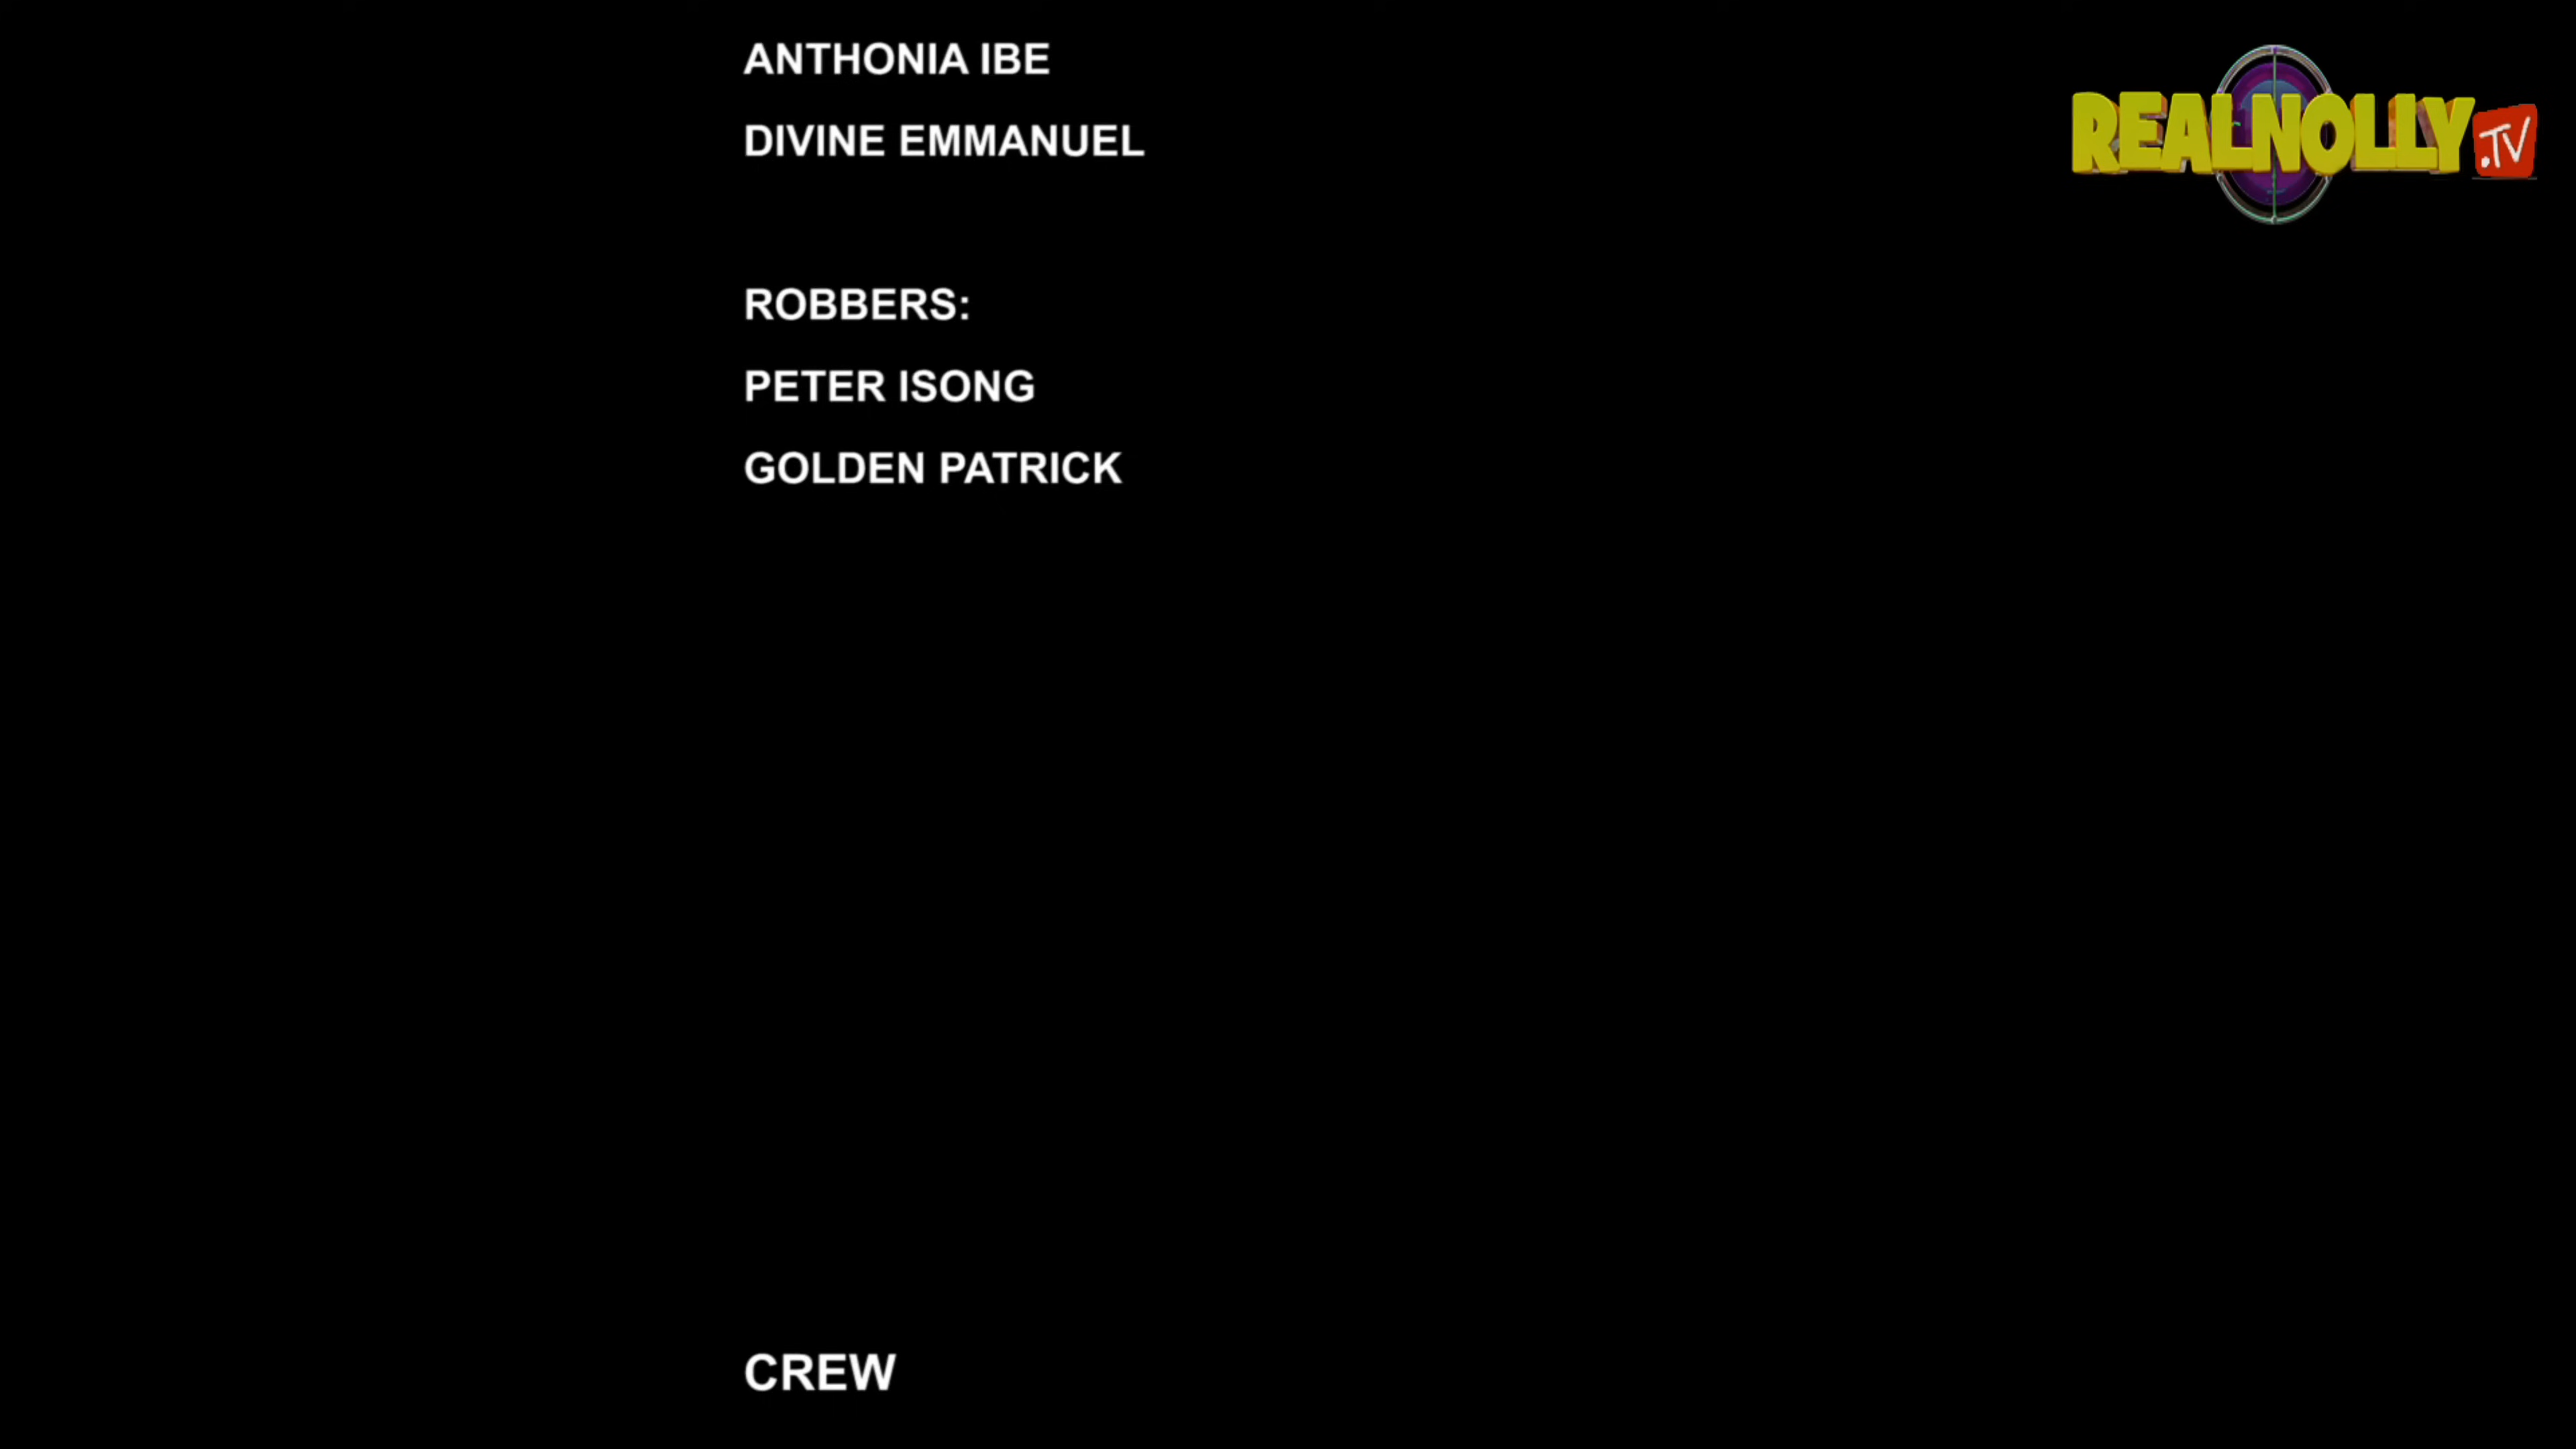 ANTHONIA IBE
DIVINE EMMANUEL
ROBBERS:
PETER ISONG
GOLDEN PATRICK
CREW
REALNOLLY.TV